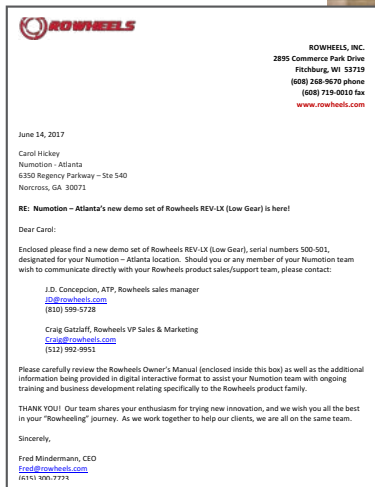 ROWHEELS
ROWHEELS, INC.
2895 Commerce Park Drive
Fitchburg, WI 53719
(608) 268-9670 phone
(608) 719-0010 fax
www.rowheels.com
June 14, 2017
Carol Hickey
Numotion - Atlanta
6350 Regency Parkway – Ste 540
Norcross, GA 30071
RE: Numotion – Atlanta's new demo set of Rowheels REV-LX (Low Gear) is here!
Dear Carol:
Enclosed please find a new demo set of Rowheels REV-LX (Low Gear), serial numbers 500-501,
designated for your Numotion – Atlanta location. Should you or any member of your Numotion team
wish to communicate directly with your Rowheels product sales/support team, please contact:
J.D. Concepcion, ATP, Rowheels sales manager
JD@rowheels.com
(810) 599-5728
Craig Gatzlaff, Rowheels VP Sales & Marketing
Craig@rowheels.com
(512) 992-9951
Please carefully review the Rowheels Owner's Manual (enclosed inside this box) as well as the additional
information being provided in digital interactive format to assist your Numotion team with ongoing
training and business development relating specifically to the Rowheels product family.
THANK YOU! Our team shares your enthusiasm for trying new innovation, and we wish you all the best
in your "Rowheeling" journey. As we work together to help our clients, we are all on the same team.
Sincerely,
Fred Mindermann, CEO
Fred@rowheels.com
(615) 300-7723